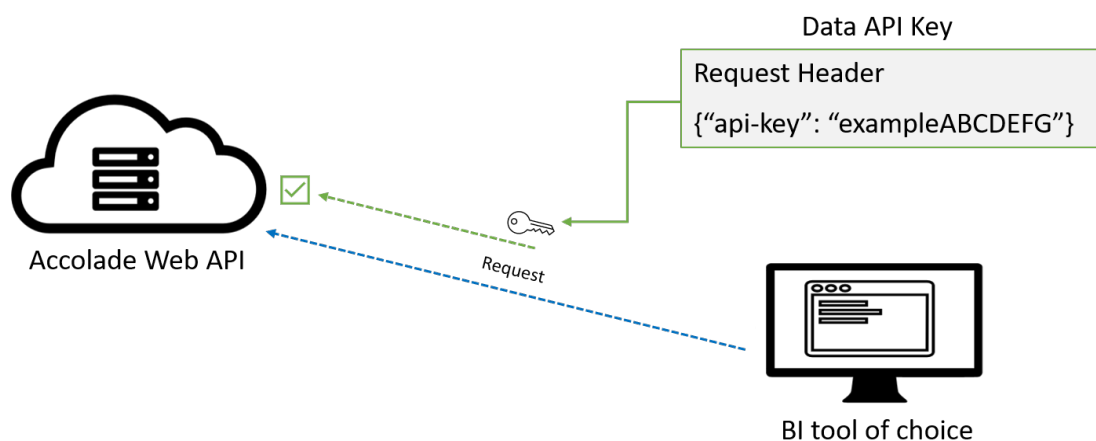 Data API Key
Request Header
{“api-key”: “exampleABCDEFG”}
Accolade Web API
Request
BI tool of choice